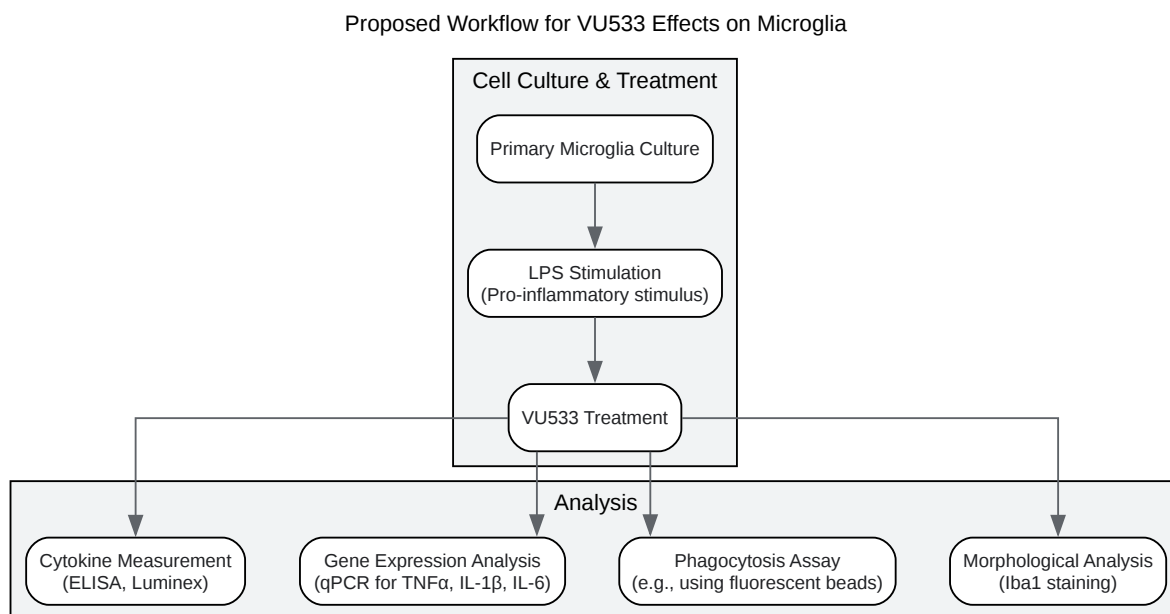 Proposed Workflow for VU533 Effects on Microglia
Cell Culture & Treatment
Primary Microglia Culture
LPS Stimulation
(Pro-inflammatory stimulus)
VU533 Treatment
Analysis
Cytokine Measurement
(ELISA, Luminex)
Gene Expression Analysis
(qPCR for TNFα, IL-1β, IL-6)
Phagocytosis Assay
(e.g., using fluorescent beads)
Morphological Analysis
(Iba1 staining)